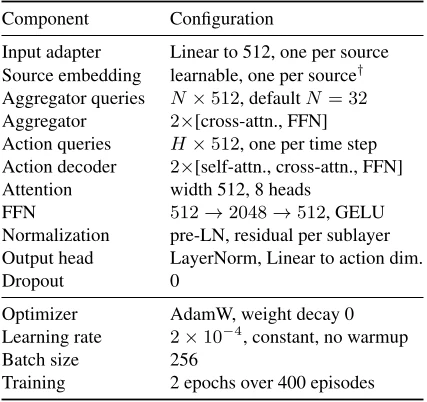 Component Configuration
Input adapter Linear to 512, one per source
Source embedding learnable, one per source†
Aggregator queries N × 512, default N = 32
Aggregator 2×[cross-attn., FFN]
Action queries H × 512, one per time step
Action decoder 2×[self-attn., cross-attn., FFN]
Attention width 512, 8 heads
FFN 512 → 2048 → 512, GELU
Normalization pre-LN, residual per sublayer
Output head LayerNorm, Linear to action dim.
Dropout 0
Optimizer AdamW, weight decay 0
Learning rate 2 × 10⁻⁴, constant, no warmup
Batch size 256
Training 2 epochs over 400 episodes